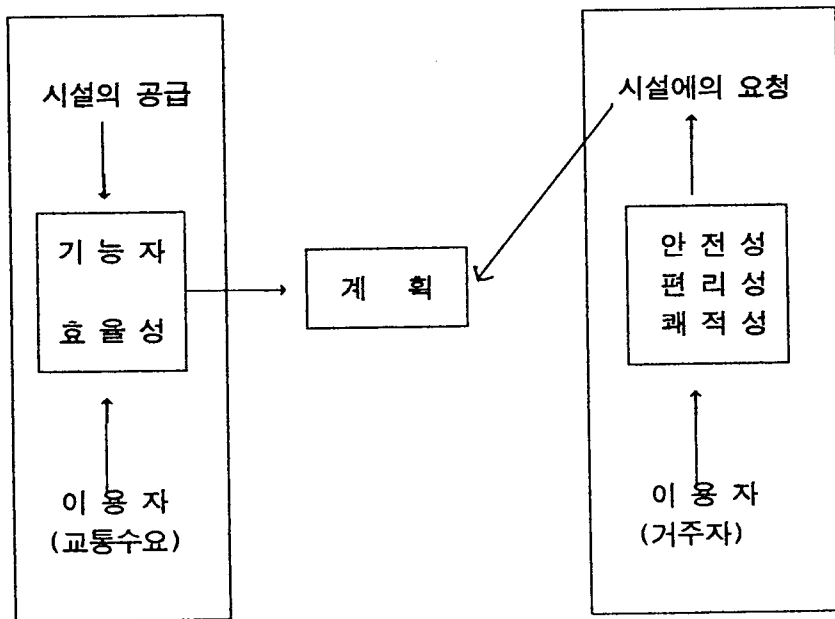 시설의 공급
기 능 자
효 율 성
이 용 자
(교통수요)
계 획
시설에의 요청
안 전 성
편 리 성
쾌 적 성
이 용 자
(거주자)